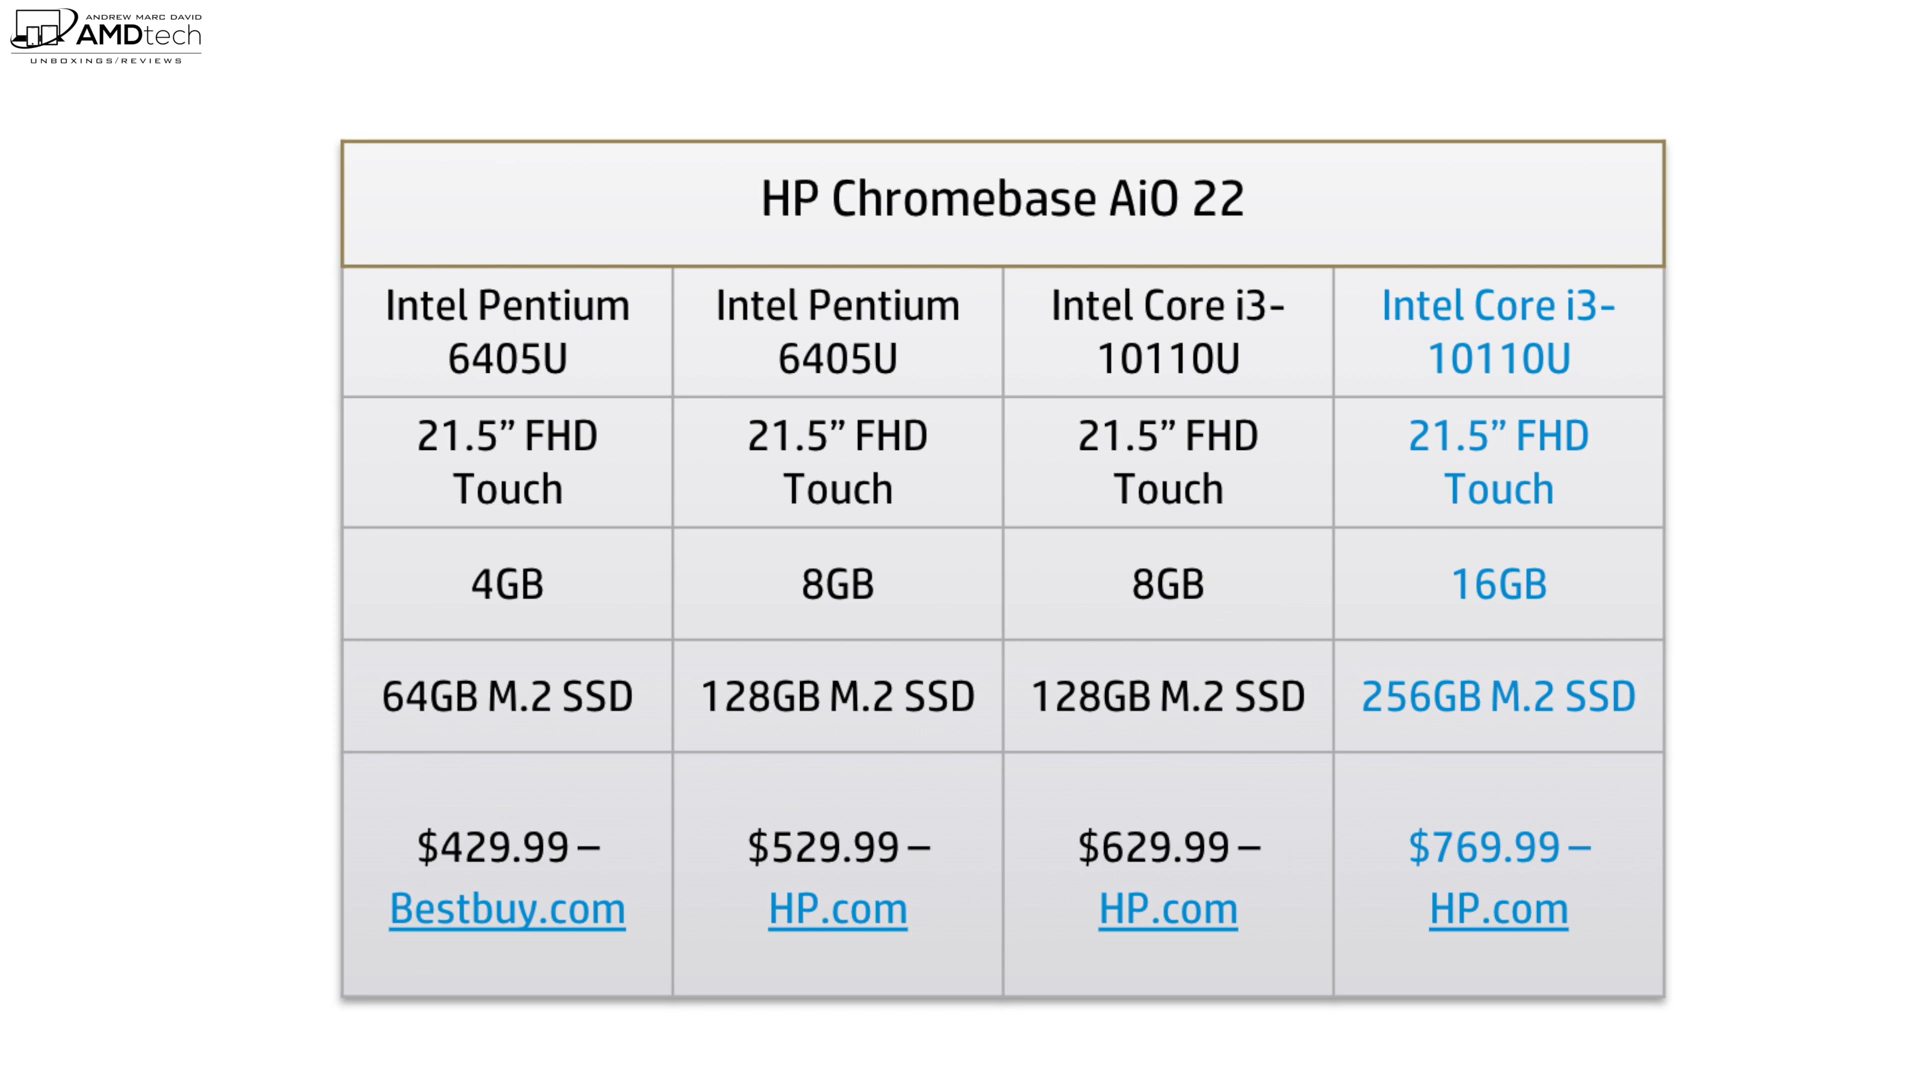 ANDREW MARC DAVID
AMDtech
UNBOXINGS/REVIEWS
HP Chromebase AiO 22
Intel Pentium 6405U
Intel Pentium 6405U
Intel Core i3-10110U
Intel Core i3-10110U
21.5” FHD Touch
21.5” FHD Touch
21.5” FHD Touch
21.5” FHD Touch
4GB
8GB
8GB
16GB
64GB M.2 SSD
128GB M.2 SSD
128GB M.2 SSD
256GB M.2 SSD
$429.99 – Bestbuy.com
$529.99 – HP.com
$629.99 – HP.com
$769.99 – HP.com